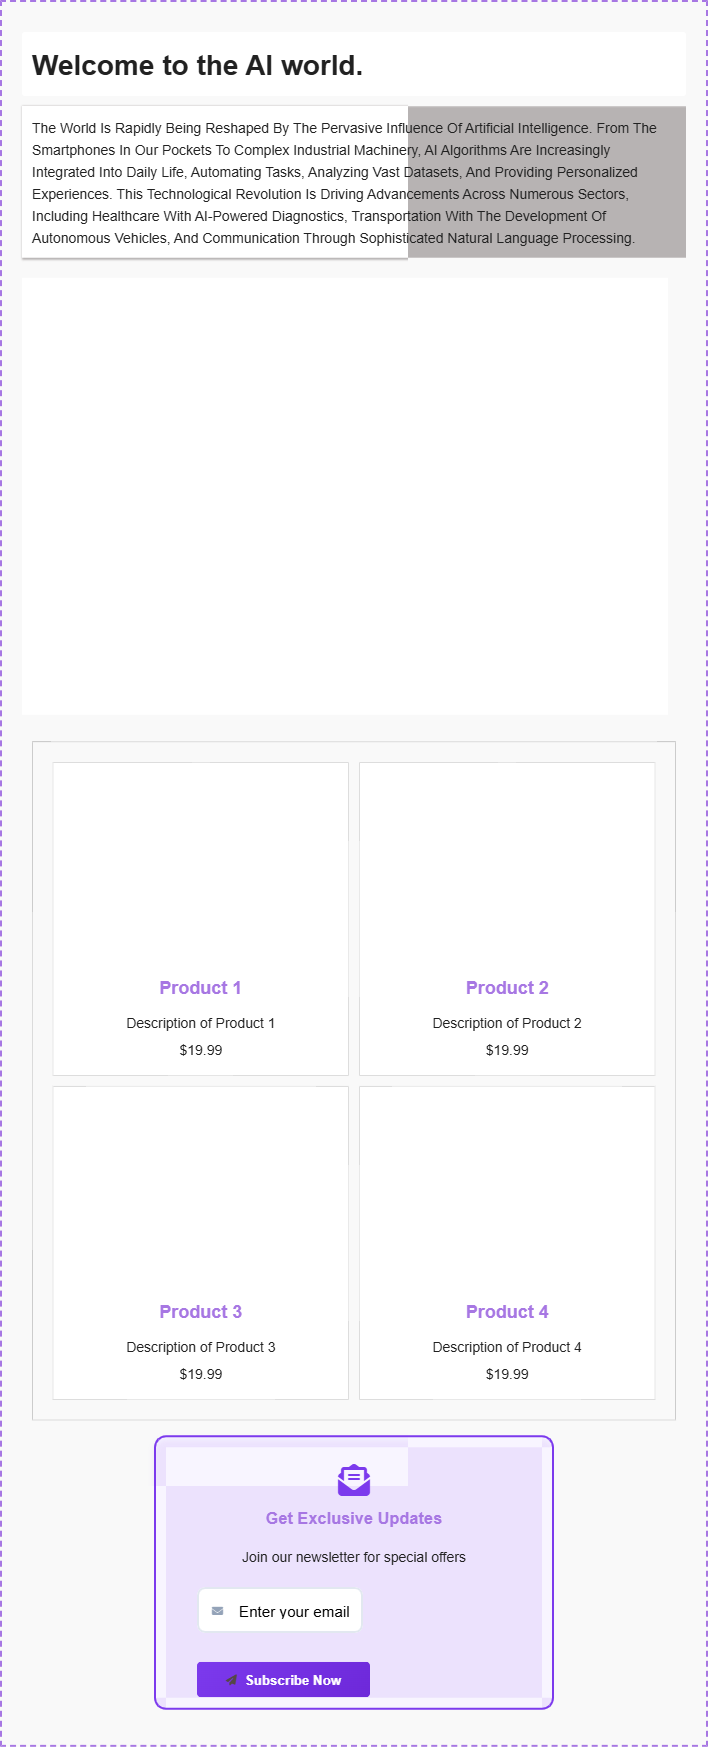 Welcome to the AI world.
The World Is Rapidly Being Reshaped By The Pervasive Influence Of Artificial Intelligence. From The
Smartphones In Our Pockets To Complex Industrial Machinery, AI Algorithms Are Increasingly
Integrated Into Daily Life, Automating Tasks, Analyzing Vast Datasets, And Providing Personalized
Experiences. This Technological Revolution Is Driving Advancements Across Numerous Sectors,
Including Healthcare With AI-Powered Diagnostics, Transportation With The Development Of
Autonomous Vehicles, And Communication Through Sophisticated Natural Language Processing.
Product 1
Description of Product 1
$19.99
Product 2
Description of Product 2
$19.99
Product 3
Description of Product 3
$19.99
Product 4
Description of Product 4
$19.99
Get Exclusive Updates
Join our newsletter for special offers
Enter your email
Subscribe Now